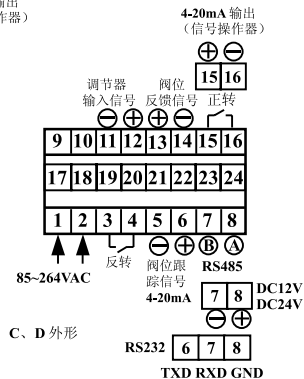 输出
作器）
4-20mA 输出
（信号操作器）
15 16
调节器 阀位 正转
输入信号 反馈信号
9 10 11 12 13 14 15 16
17 18 19 20 21 22 23 24
1 2 3 4 5 6 7 8
85~264VAC
反转
阀位跟
踪信号
4-20mA
B A
RS485
7 8
DC12V
DC24V
C、D 外形
RS232 6 7 8
TXD RXD GND